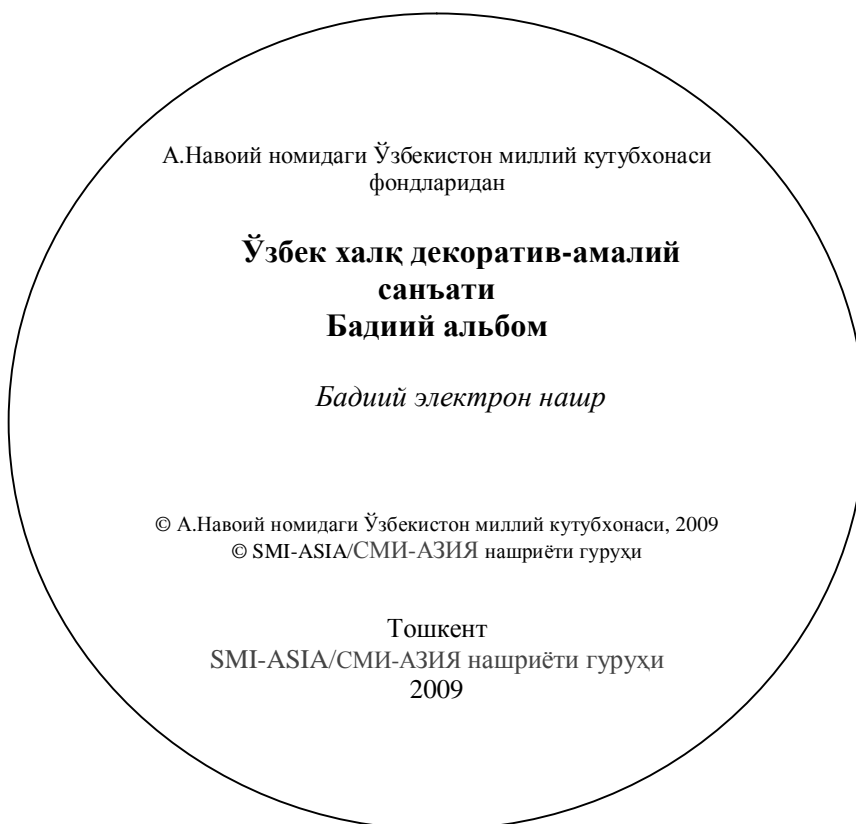 А.Навоий номидаги Ўзбекистон миллий кутубхонаси
фондларидан
Ўзбек халқ декоратив-амалий
санъати
Бадиий альбом
Бадиий электрон нашр
© А.Навоий номидаги Ўзбекистон миллий кутубхонаси, 2009
© SMI-ASIA/СМИ-АЗИЯ нашриёти гуруҳи
Тошкент
SMI-ASIA/СМИ-АЗИЯ нашриёти гуруҳи
2009